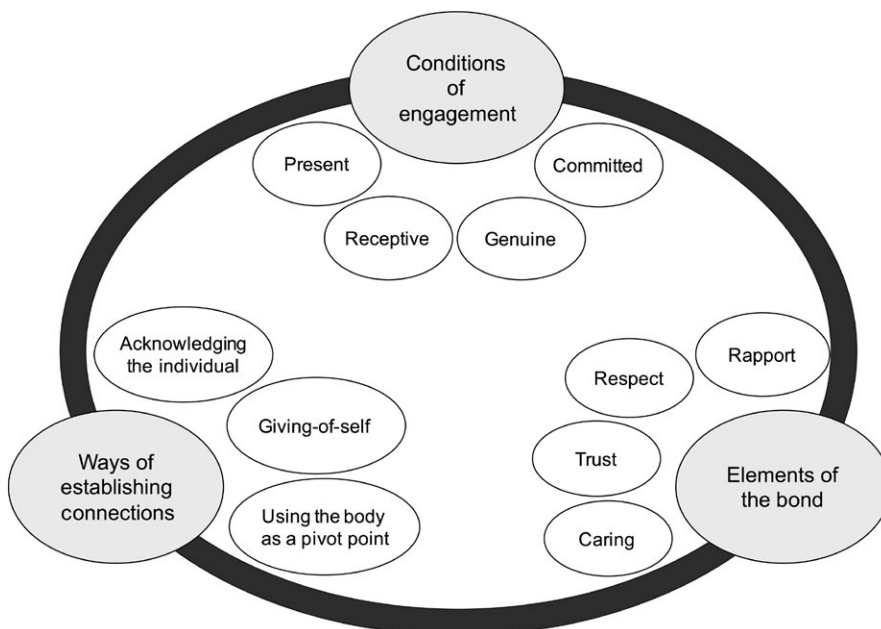 Conditions
of
engagement
Present
Committed
Receptive
Genuine
Acknowledging
the individual
Giving-of-self
Ways of
establishing
connections
Using the body
as a pivot point
Rapport
Respect
Trust
Elements of
the bond
Caring